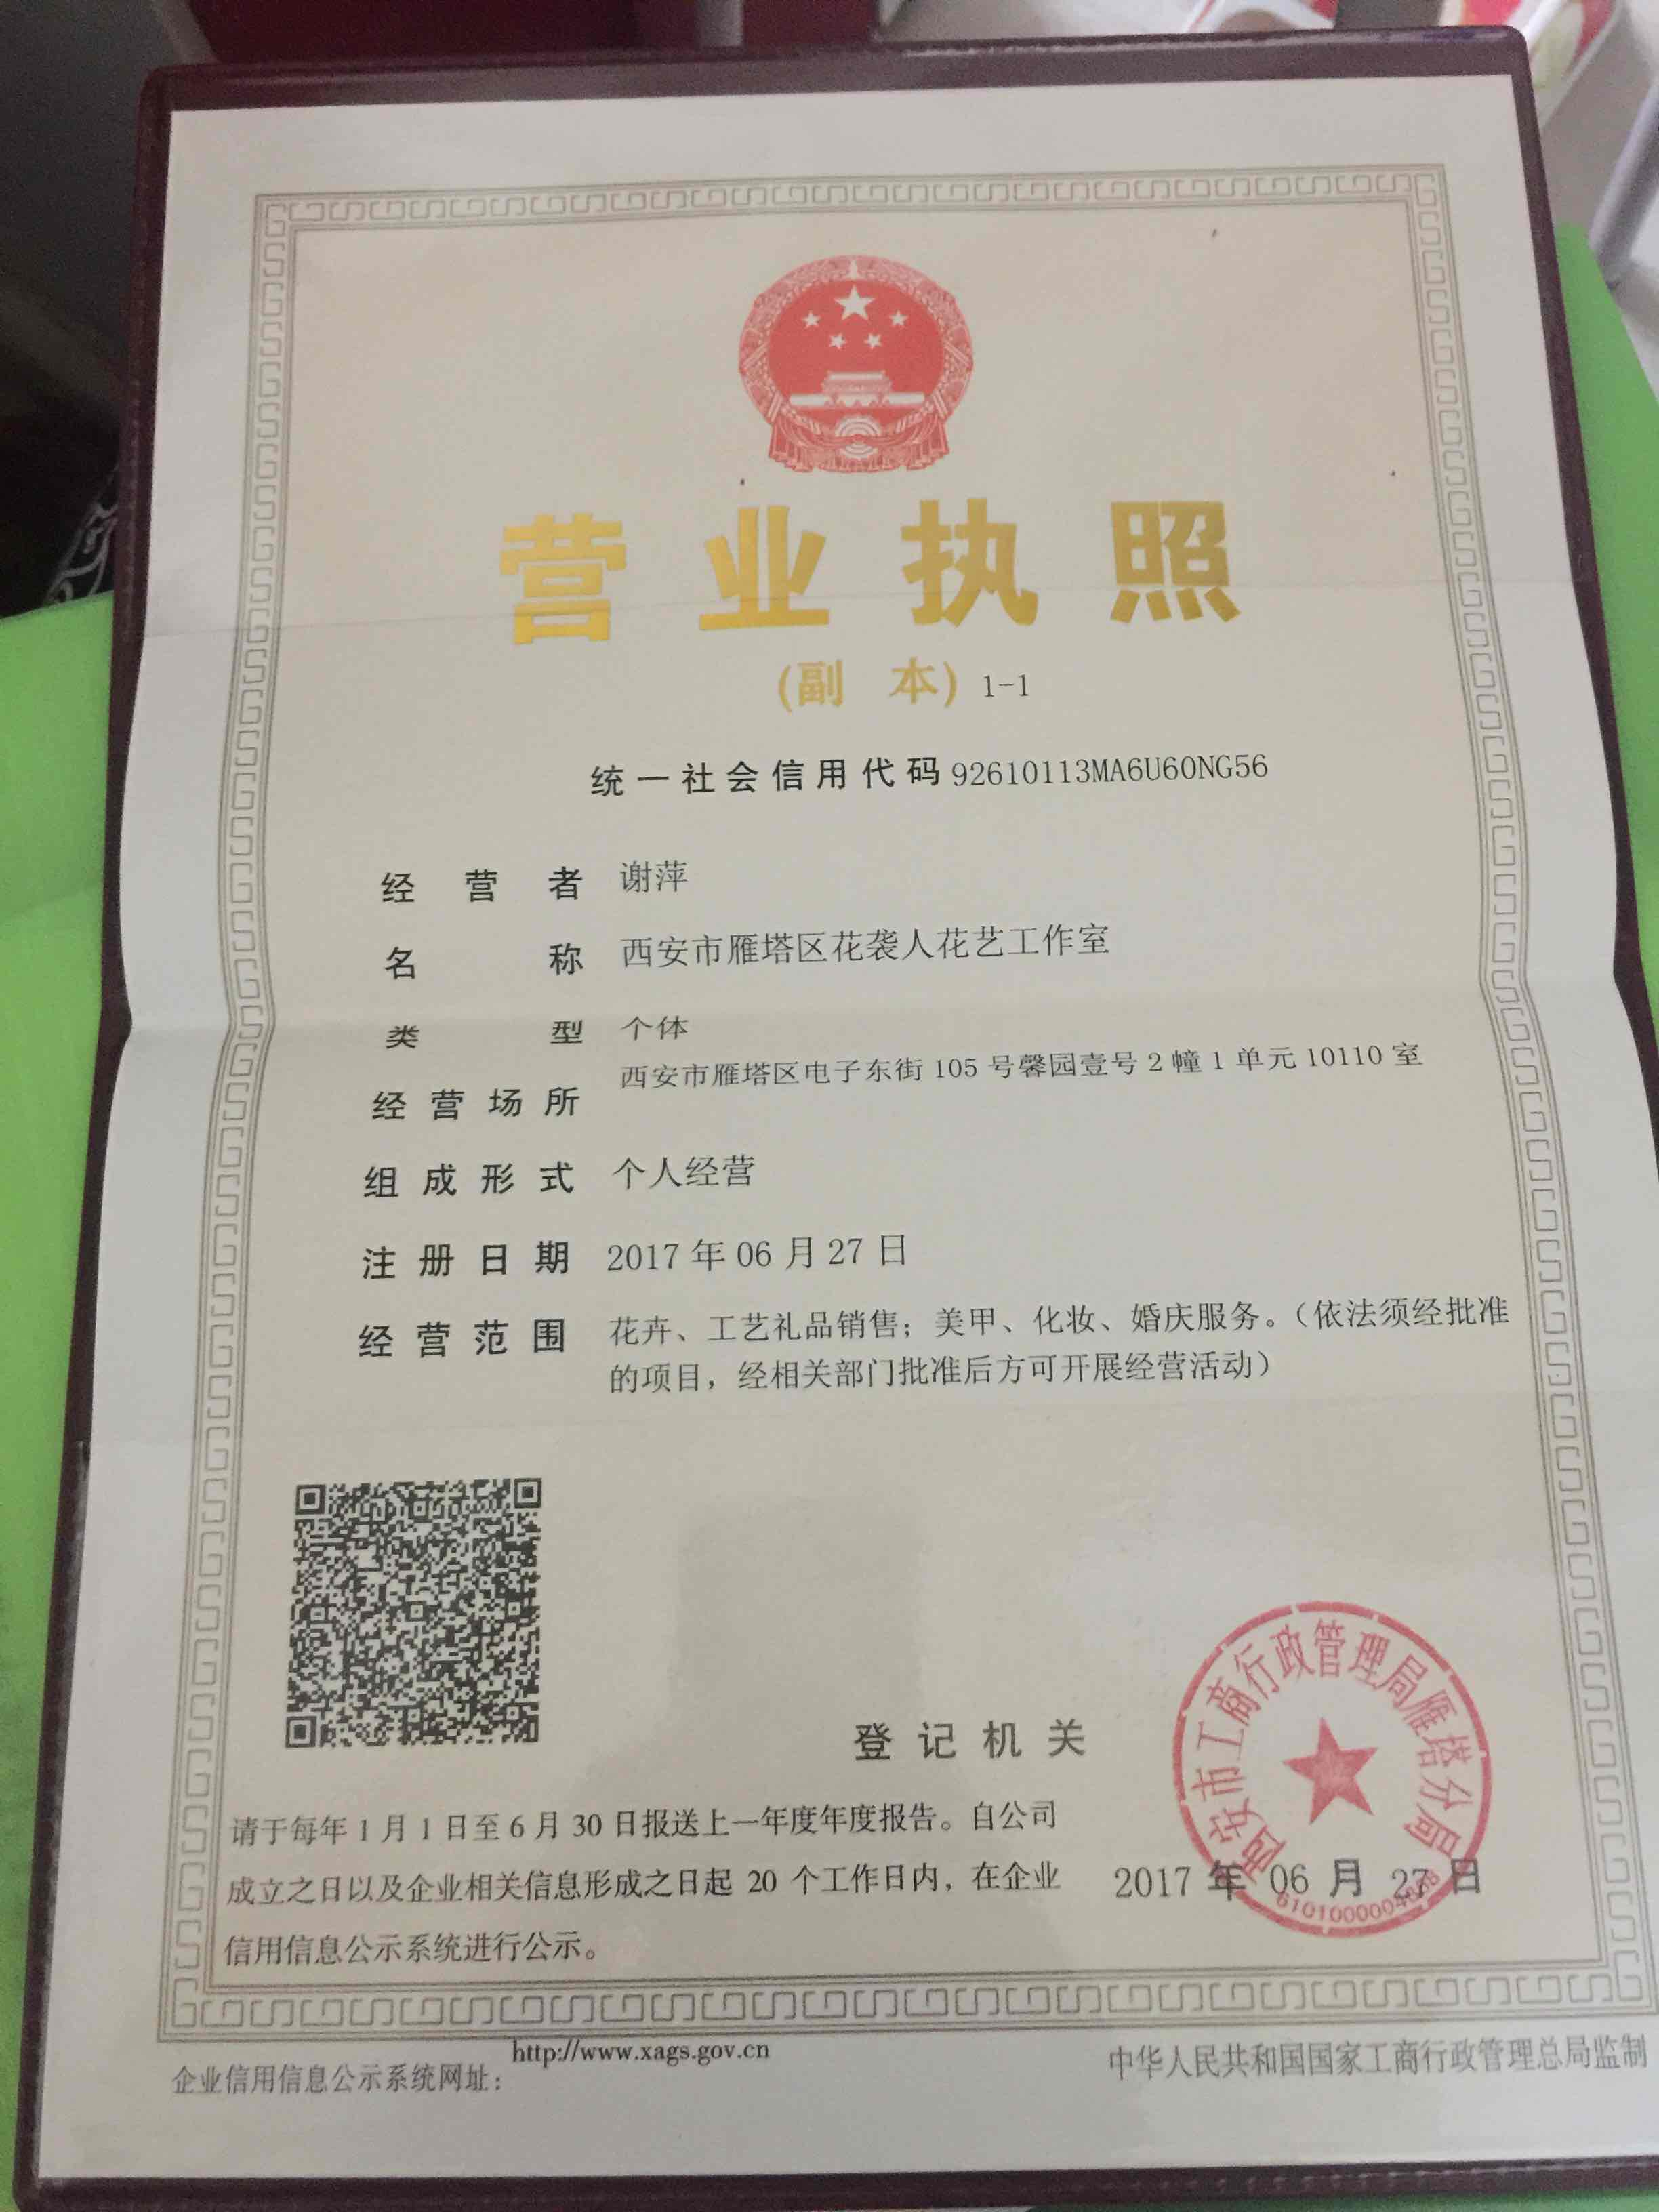 营业执照
(副 本) 1-1
统一社会信用代码 92610113MA6U60NG56
经营者 谢萍
名称 西安市雁塔区花袭人花艺工作室
类型 个体
经营场所 西安市雁塔区电子东街 105 号馨园壹号 2 幢 1 单元 10110 室
组成形式 个人经营
注册日期 2017 年 06 月 27 日
经营范围 花卉、工艺礼品销售；美甲、化妆、婚庆服务。（依法须经批准
的项目，经相关部门批准后方可开展经营活动）
登记机关
西安市工商行政管理局雁塔分局
请于每年 1 月 1 日至 6 月 30 日报送上一年度年度报告。自公司
成立之日以及企业相关信息形成之日起 20 个工作日内，在企业
信用信息公示系统进行公示。
2017 年 06 月 27 日
企业信用信息公示系统网址： http://www.xags.gov.cn
中华人民共和国国家工商行政管理总局监制